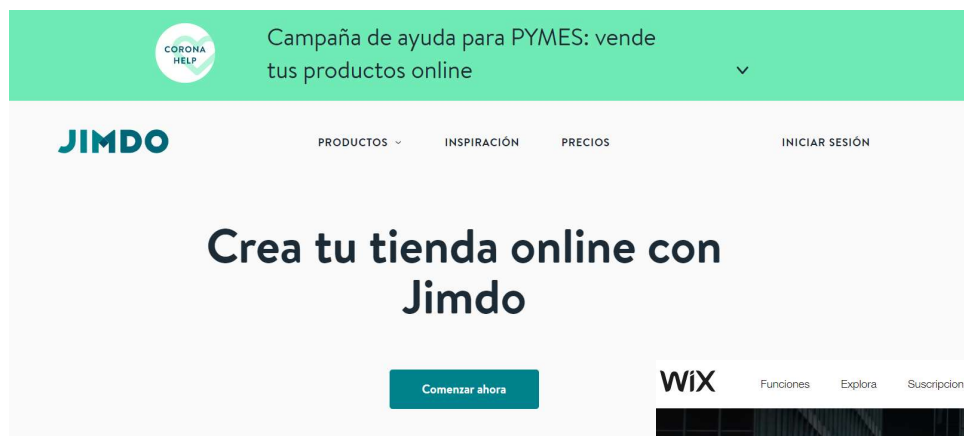 CORONA
HELP
Campaña de ayuda para PYMES: vende
tus productos online
JIMDO
PRODUCTOS
INSPIRACIÓN
PRECIOS
INICIAR SESIÓN
Crea tu tienda online con
Jimdo
Comenzar ahora
WiX
Funciones
Explora
Suscripcion